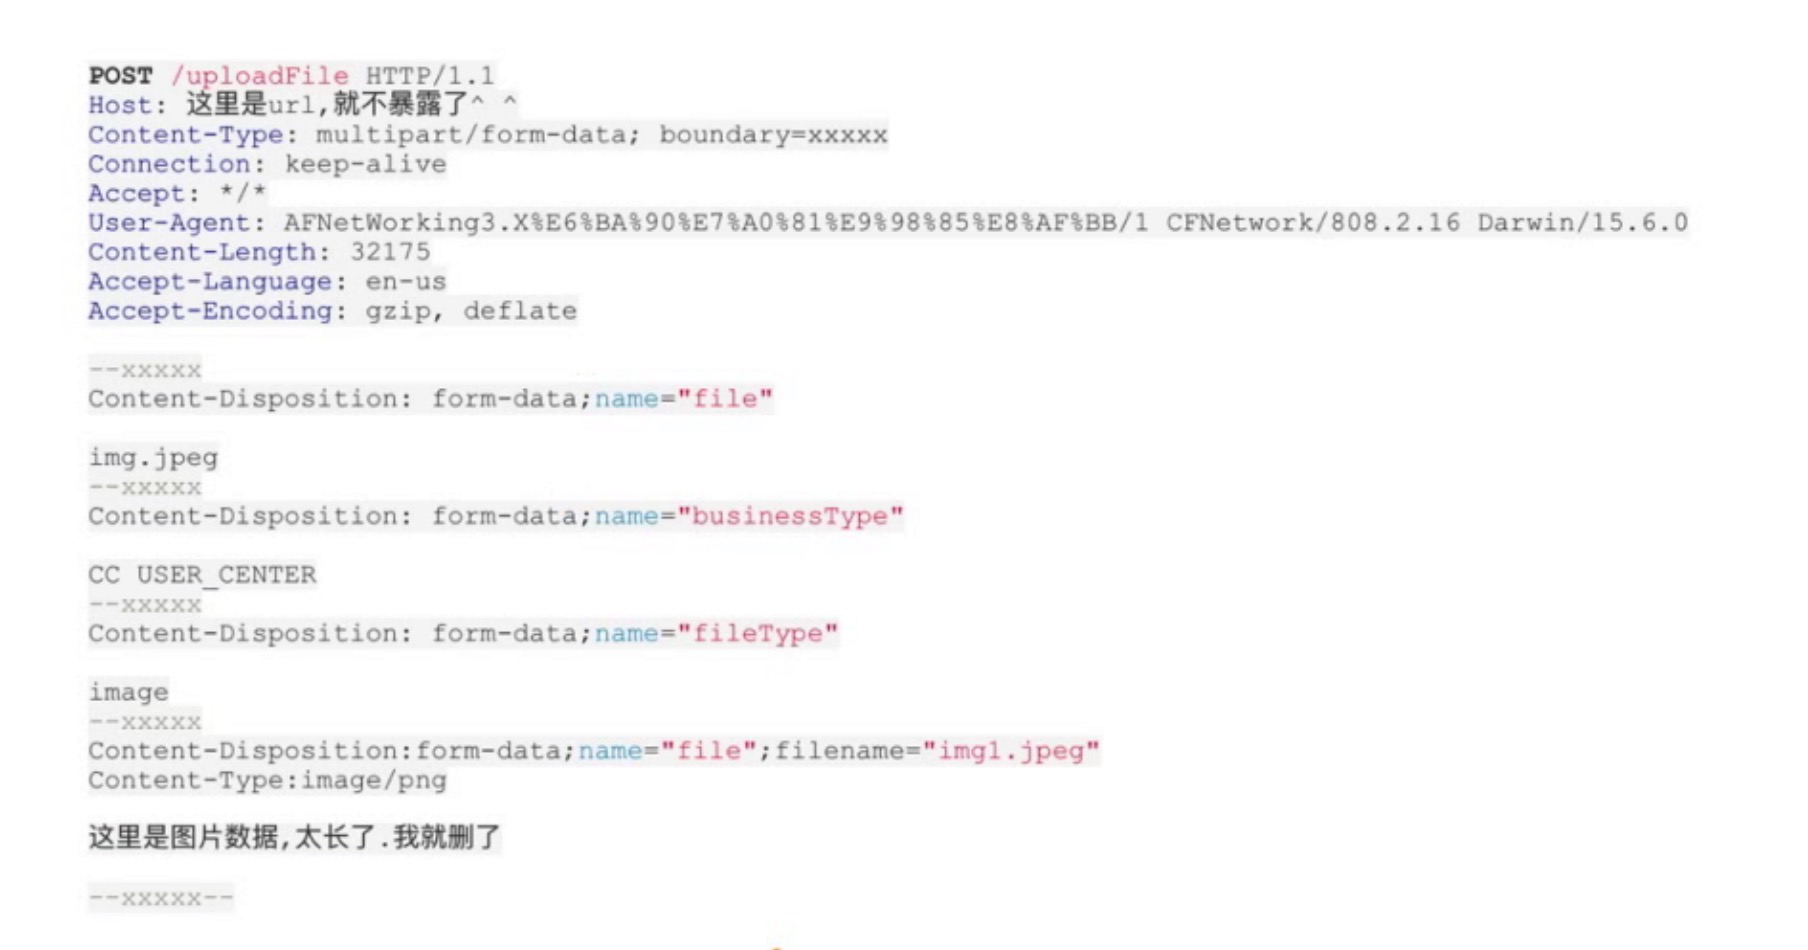 POST /uploadFile HTTP/1.1
Host: 这里是url,就不暴露了^ ^
Content-Type: multipart/form-data; boundary=xxxxx
Connection: keep-alive
Accept: */*
User-Agent: AFNetWorking3.X%E6%BA%90%E7%A0%81%E9%98%85%E8%AF%BB/1 CFNetwork/808.2.16 Darwin/15.6.0
Content-Length: 32175
Accept-Language: en-us
Accept-Encoding: gzip, deflate
--xxxxx
Content-Disposition: form-data;name="file"
img.jpeg
--xxxxx
Content-Disposition: form-data;name="businessType"
CC USER_CENTER
--xxxxx
Content-Disposition: form-data;name="fileType"
image
--xxxxx
Content-Disposition:form-data;name="file";filename="img1.jpeg"
Content-Type:image/png
这里是图片数据,太长了.我就删了
--xxxxx--